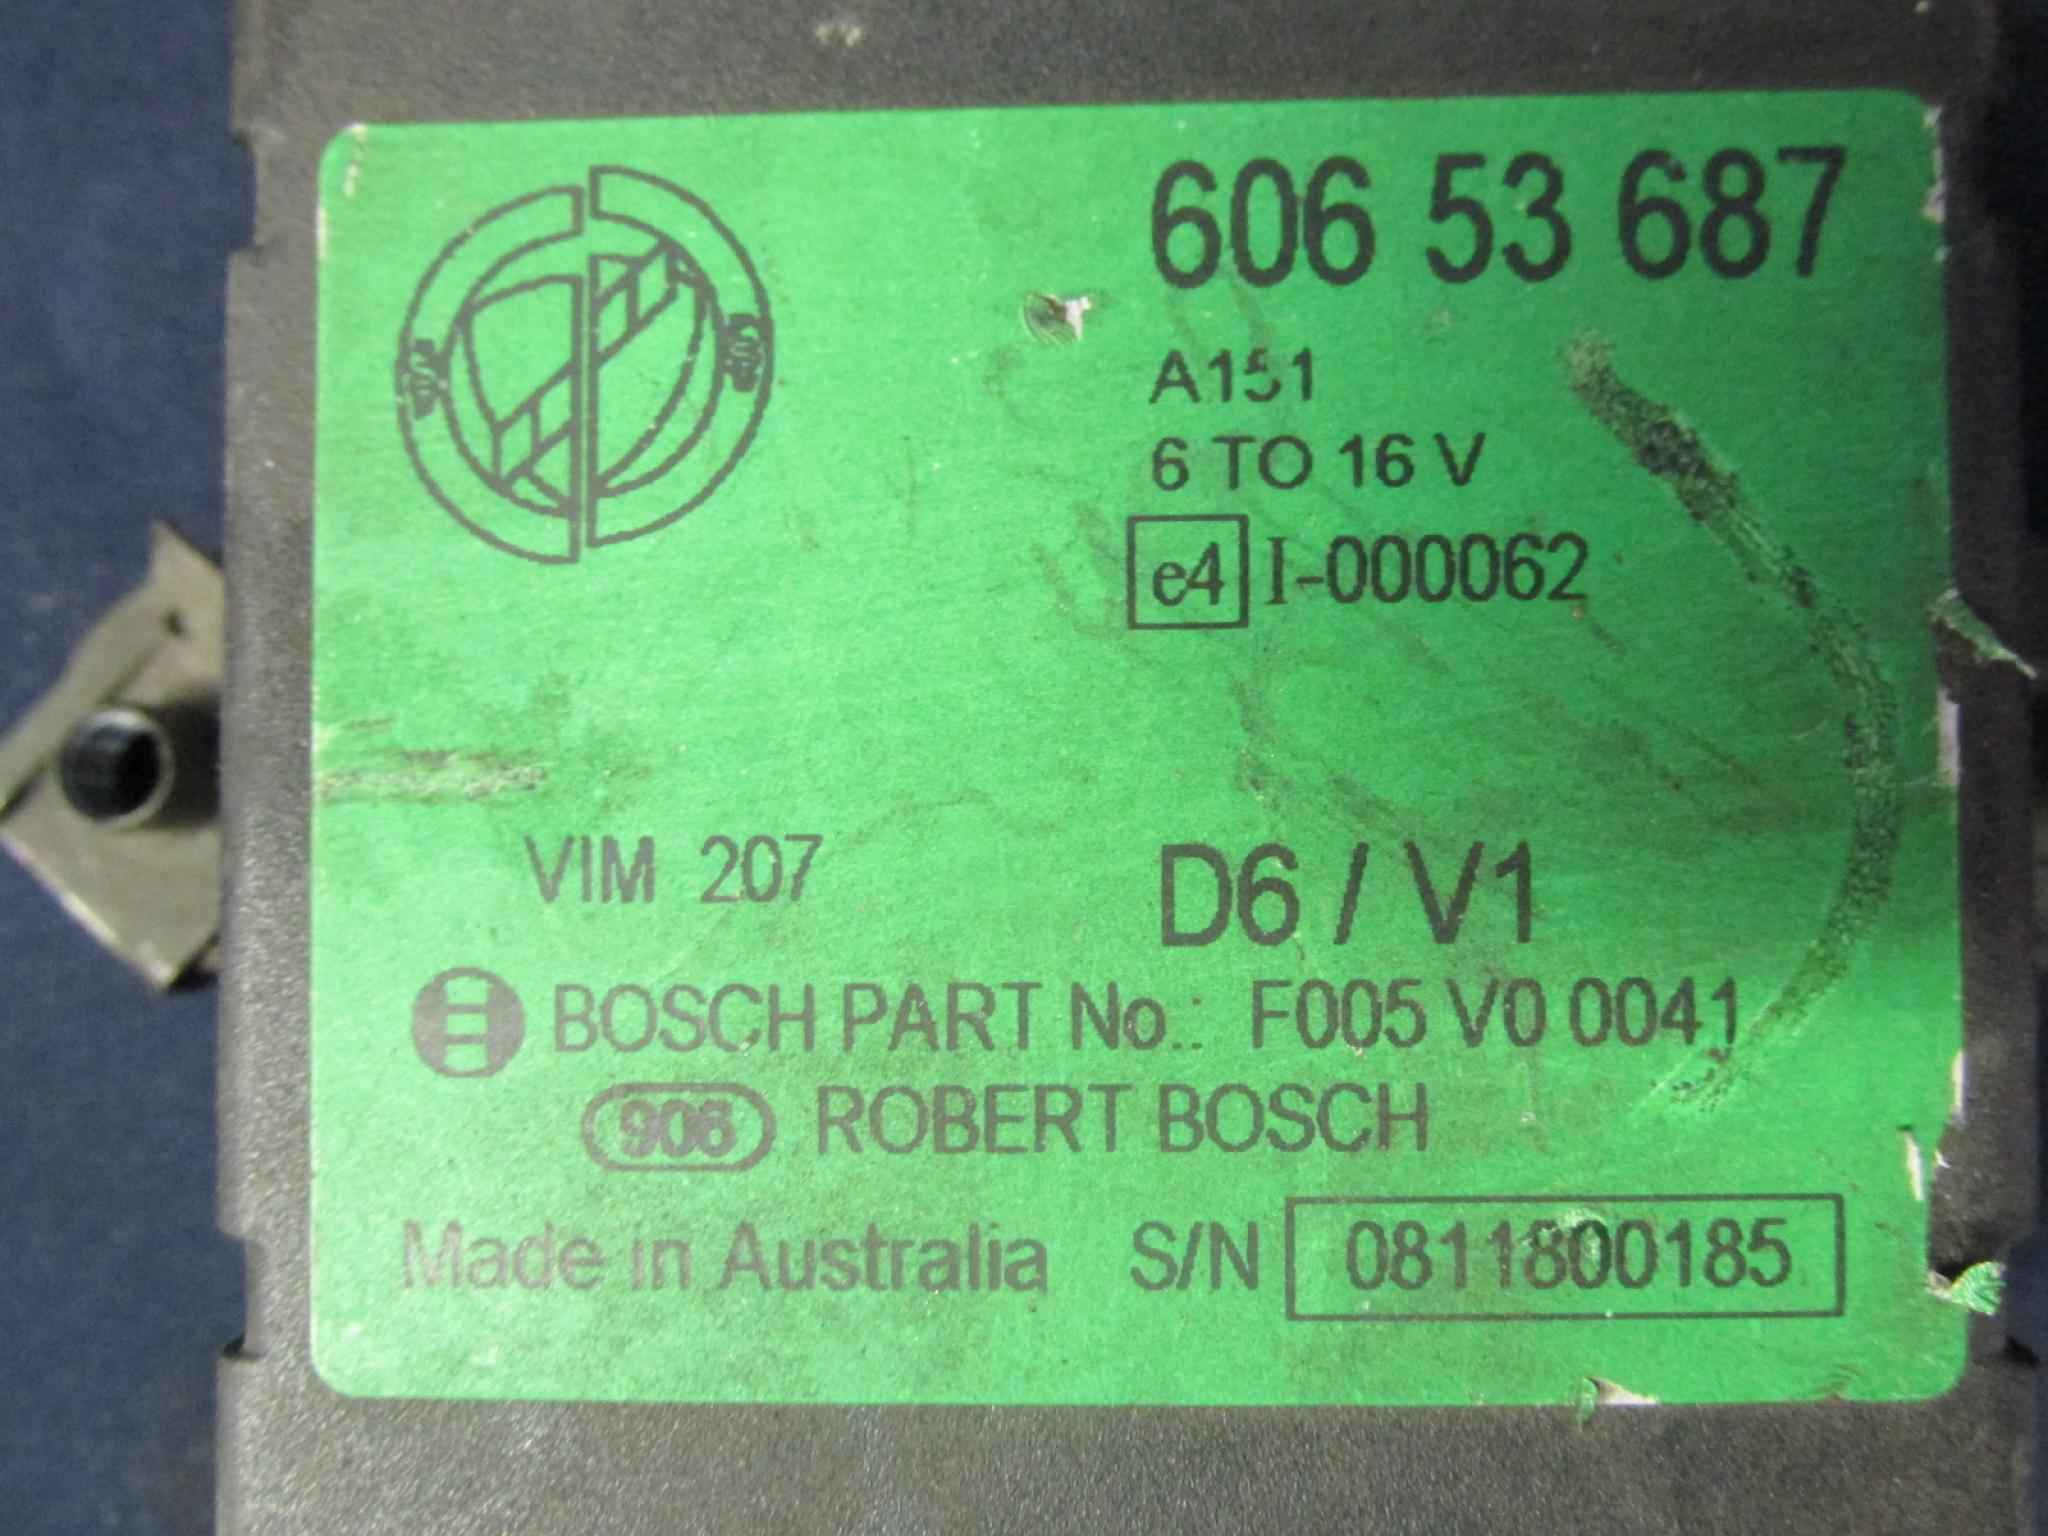 606 53 687
A151
6 TO 16 V
e4 I-000062
VIM 207 D6 / V1
BOSCH PART No.: F005 V0 0041
906 ROBERT BOSCH
Made in Australia S/N 0811800185